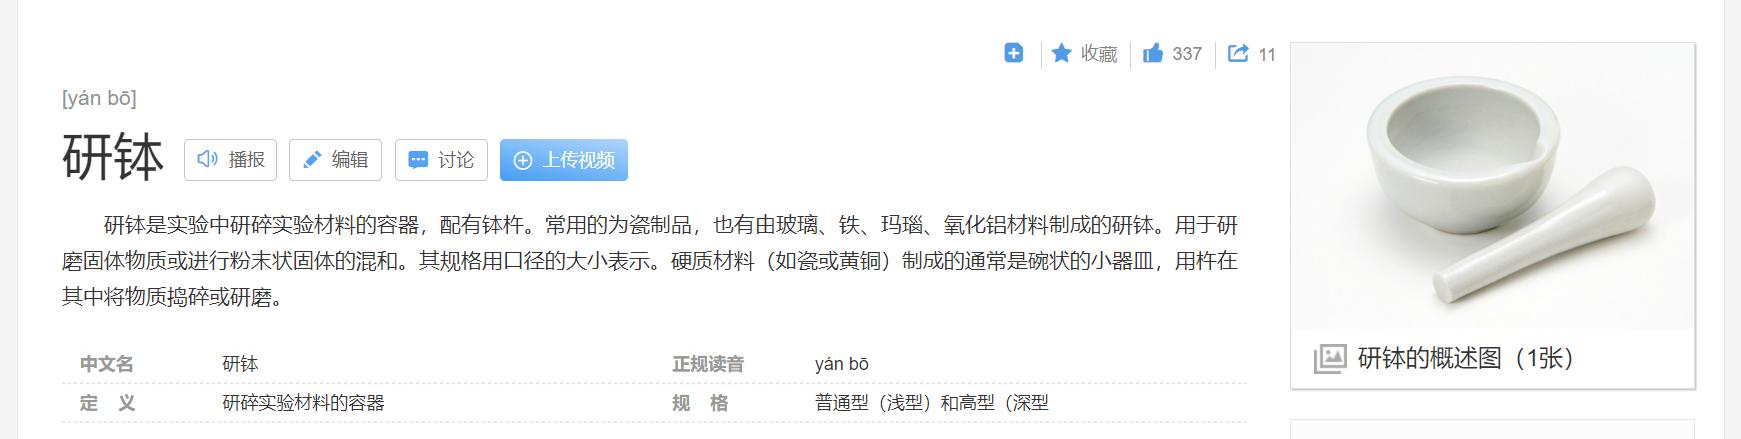 收藏 337 11
[yán bō]
研钵 播报 编辑 讨论 上传视频
研钵是实验中研碎实验材料的容器，配有钵杵。常用的为瓷制品，也有由玻璃、铁、玛瑙、氧化铝材料制成的研钵。用于研
磨固体物质或进行粉末状固体的混和。其规格用口径的大小表示。硬质材料（如瓷或黄铜）制成的通常是碗状的小器皿，用杵在
其中将物质捣碎或研磨。
中文名 研钵 正规读音 yán bō
定 义 研碎实验材料的容器 规 格 普通型（浅型）和高型（深型
研钵的概述图（1张）